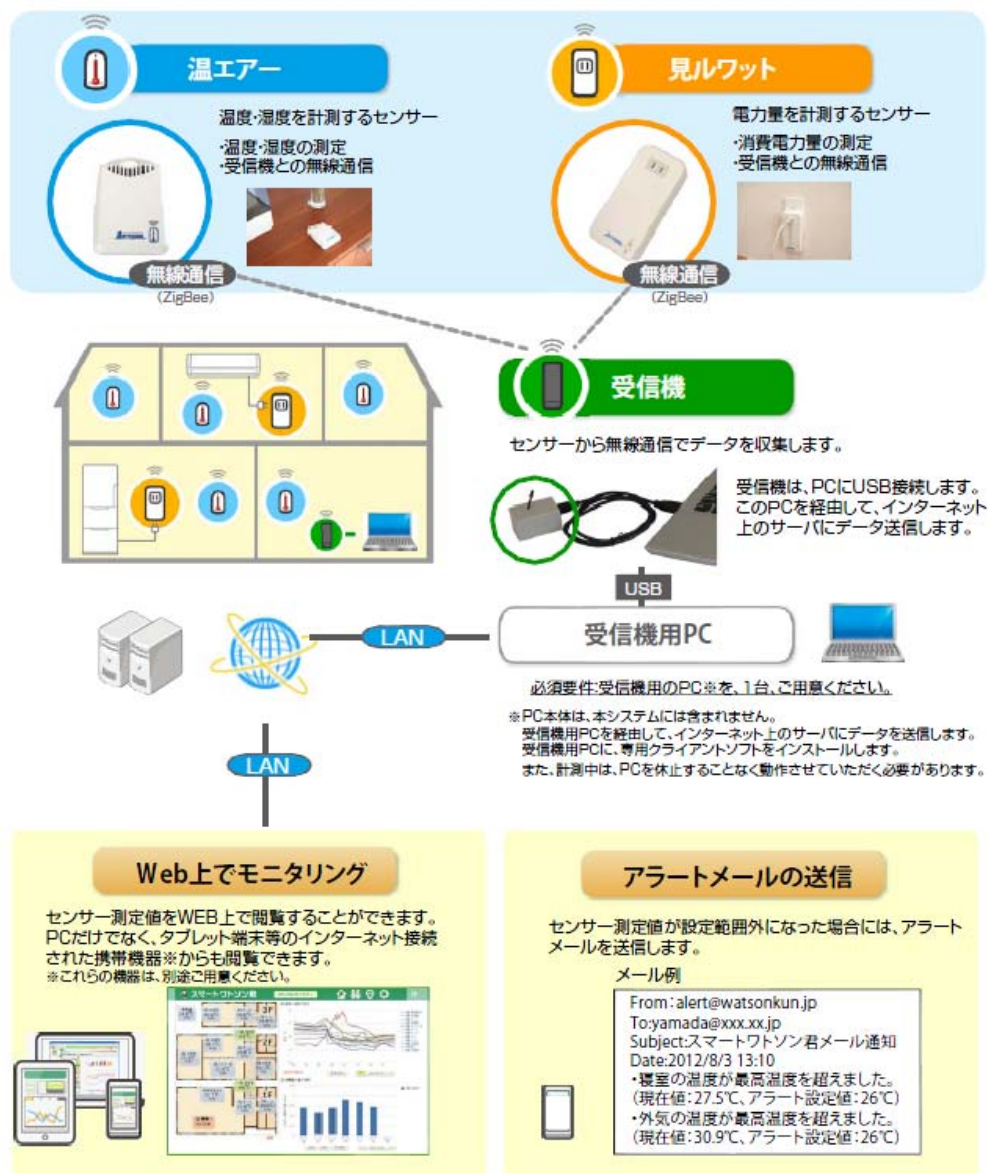 温エアー
温度・湿度を計測するセンサー
・温度・湿度の測定
・受信機との無線通信
無線通信
(ZigBee)
見ルワット
電力量を計測するセンサー
・消費電力量の測定
・受信機との無線通信
無線通信
(ZigBee)
受信機
センサーから無線通信でデータを収集します。
受信機は、PCにUSB接続します。
このPCを経由して、インターネット
上のサーバにデータ送信します。
USB
LAN
受信機用PC
必須要件:受信機用のPC※を、1台、ご用意ください。
※PC本体は、本システムには含まれません。
受信機用PCを経由して、インターネット上のサーバにデータを送信します。
受信機用PCに、専用クライアントソフトをインストールします。
また、計測中は、PCを休止することなく動作させていただく必要があります。
LAN
Web上でモニタリング
センサー測定値をWEB上で閲覧することができます。
PCだけでなく、タブレット端末等のインターネット接続
された携帯機器※からも閲覧できます。
※これらの機器は、別途ご用意ください。
スマートワトソン君
アラートメールの送信
センサー測定値が設定範囲外になった場合には、アラート
メールを送信します。
メール例
From:alert@watsonkun.jp
To:yamada@xxx.xx.jp
Subject:スマートワトソン君メール通知
Date:2012/8/3 13:10
・寝室の温度が最高温度を超えました。
(現在値:27.5℃、アラート設定値:26℃)
・外気の温度が最高温度を超えました。
(現在値:30.9℃、アラート設定値:26℃)